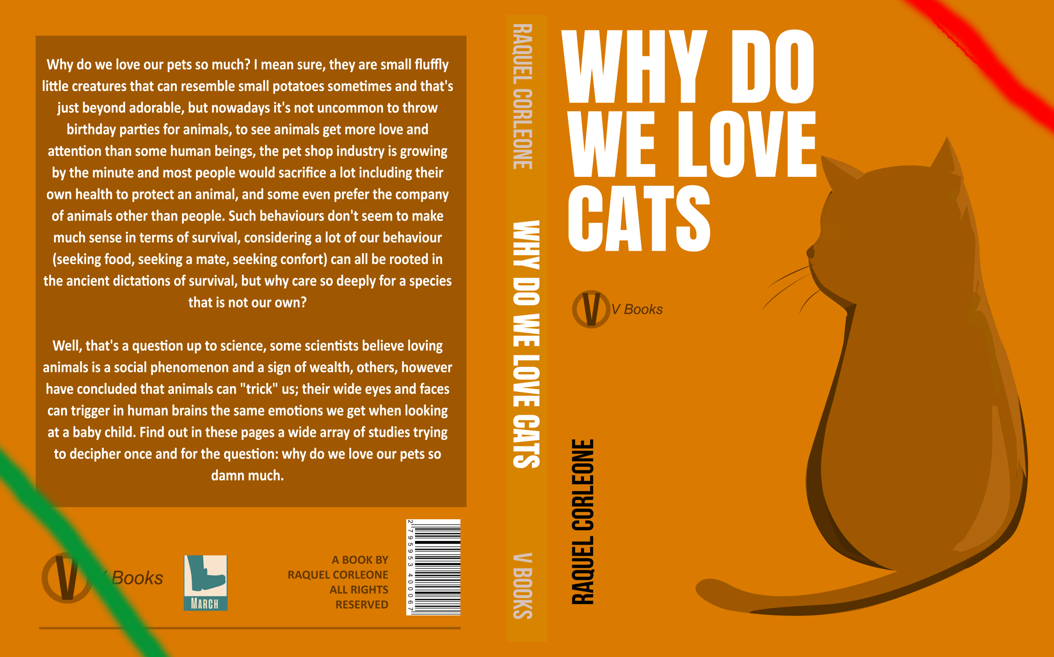 Why do we love our pets so much? I mean sure, they are small fluffly
little creatures that can resemble small potatoes sometimes and that's
just beyond adorable, but nowadays it's not uncommon to throw
birthday parties for animals, to see animals get more love and
attention than some human beings, the pet shop industry is growing
by the minute and most people would sacrifice a lot including their
own health to protect an animal, and some even prefer the company
of animals other than people. Such behaviours don't seem to make
much sense in terms of survival, considering a lot of our behaviour
(seeking food, seeking a mate, seeking confort) can all be rooted in
the ancient dictations of survival, but why care so deeply for a species
that is not our own?
Well, that's a question up to science, some scientists believe loving
animals is a social phenomenon and a sign of wealth, others, however
have concluded that animals can "trick" us; their wide eyes and faces
can trigger in human brains the same emotions we get when looking
at a baby child. Find out in these pages a wide array of studies trying
to decipher once and for the question: why do we love our pets so
damn much.
V
V Books
MARCH
A BOOK BY
RAQUEL CORLEONE
ALL RIGHTS
RESERVED
2 795953 400067
RAQUEL CORLEONE
WHY DO WE LOVE CATS
V BOOKS
WHY DO
WE LOVE
CATS
V
V Books
RAQUEL CORLEONE